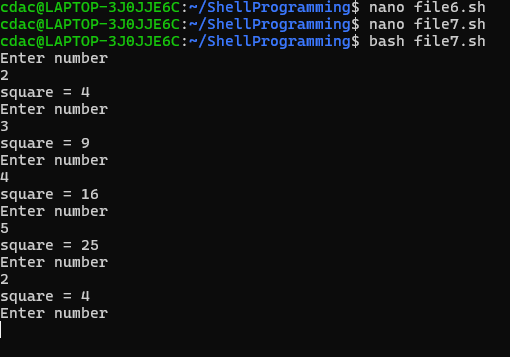 cdac@LAPTOP-3J0JJE6C:~/ShellProgramming$ nano file6.sh
cdac@LAPTOP-3J0JJE6C:~/ShellProgramming$ nano file7.sh
cdac@LAPTOP-3J0JJE6C:~/ShellProgramming$ bash file7.sh
Enter number
2
square = 4
Enter number
3
square = 9
Enter number
4
square = 16
Enter number
5
square = 25
Enter number
2
square = 4
Enter number